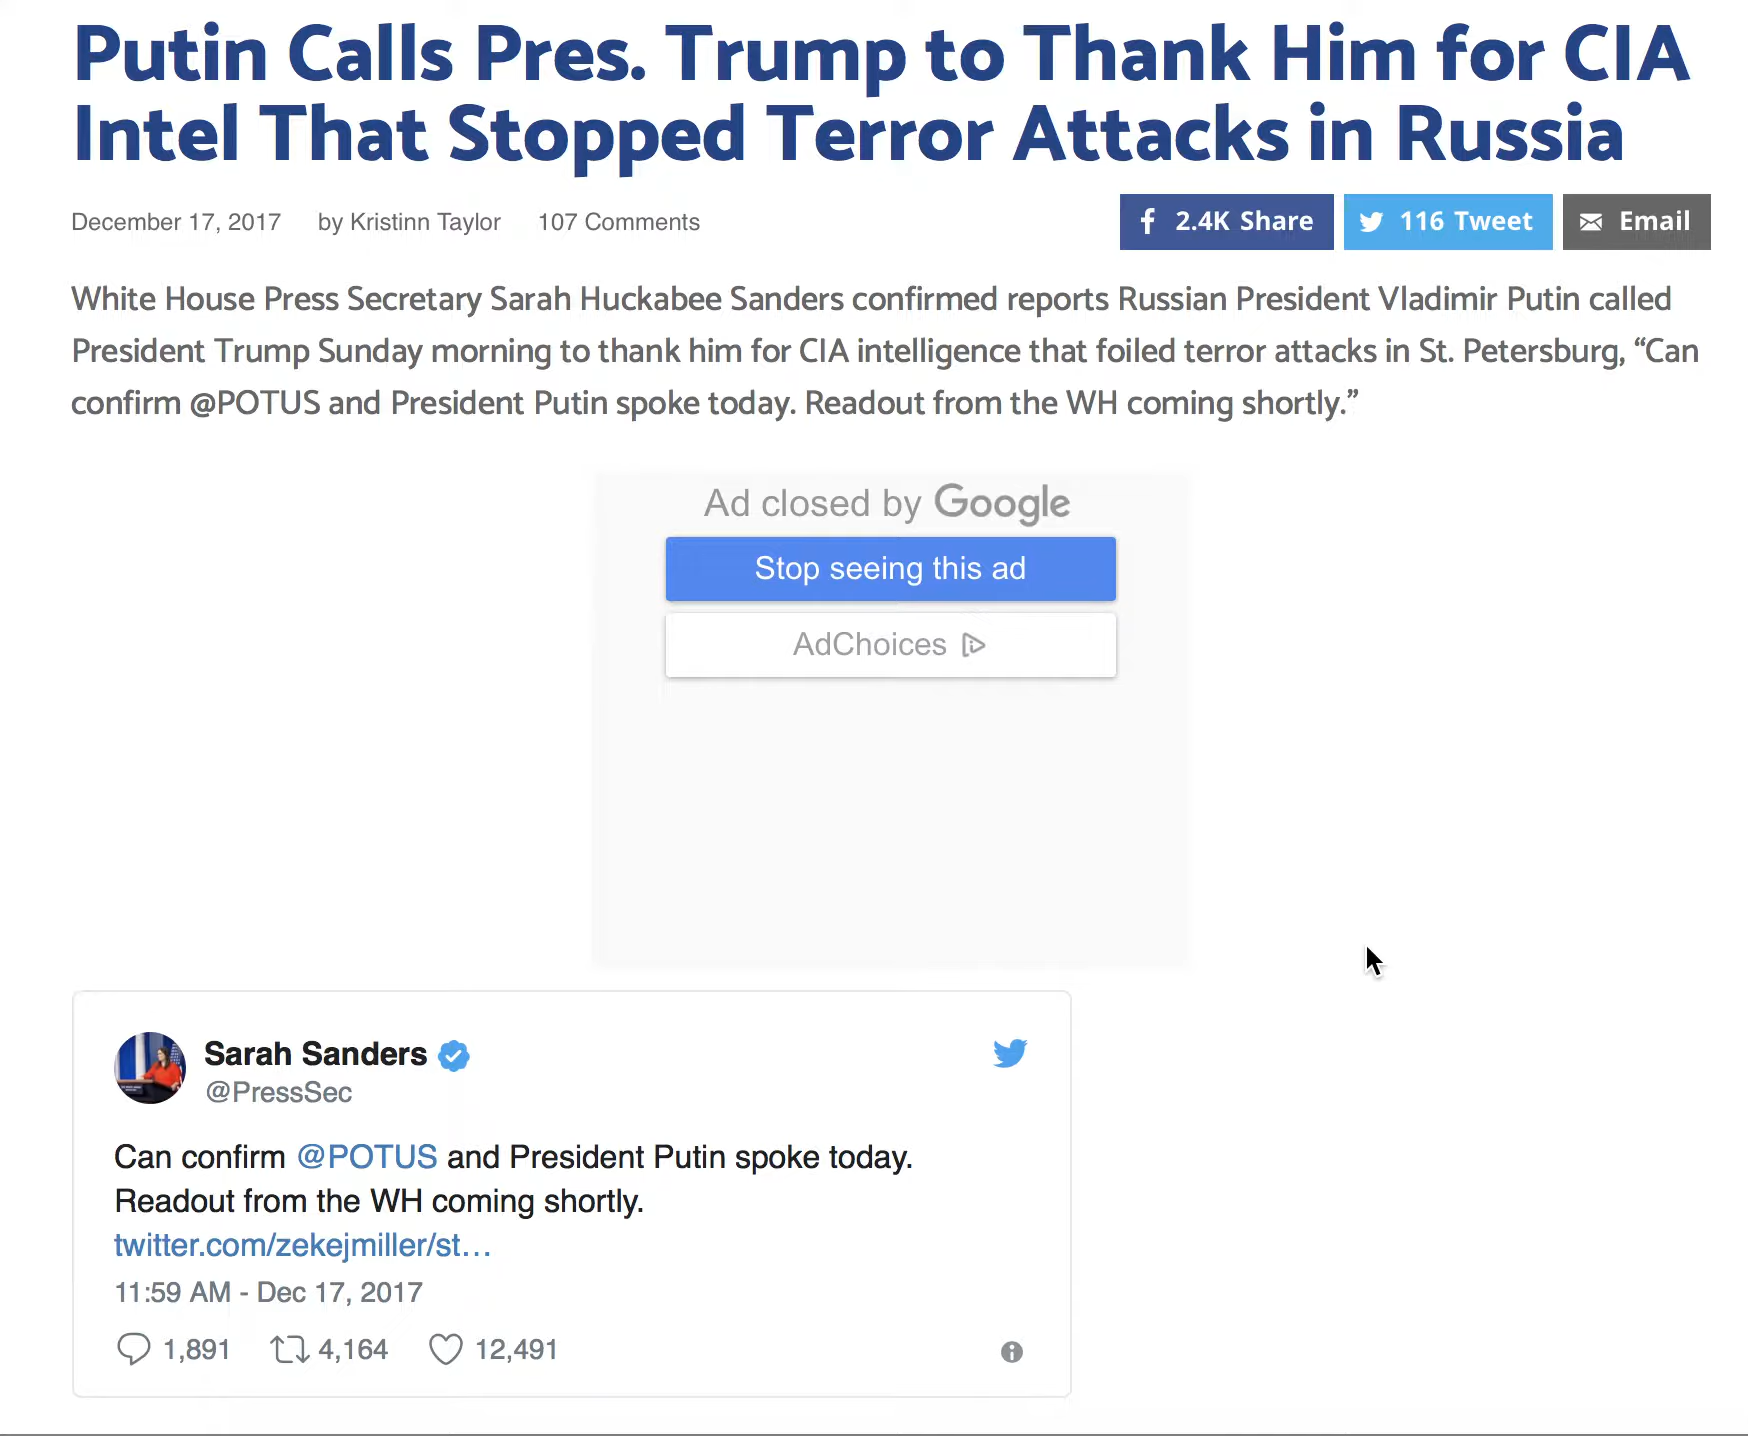 Putin Calls Pres. Trump to Thank Him for CIA
Intel That Stopped Terror Attacks in Russia
December 17, 2017 by Kristinn Taylor 107 Comments
2.4K Share 116 Tweet Email
White House Press Secretary Sarah Huckabee Sanders confirmed reports Russian President Vladimir Putin called
President Trump Sunday morning to thank him for CIA intelligence that foiled terror attacks in St. Petersburg, “Can
confirm @POTUS and President Putin spoke today. Readout from the WH coming shortly.”
Ad closed by Google
Stop seeing this ad
AdChoices
Sarah Sanders
@PressSec
Can confirm @POTUS and President Putin spoke today.
Readout from the WH coming shortly.
twitter.com/zekejmiller/st…
11:59 AM - Dec 17, 2017
1,891 4,164 12,491